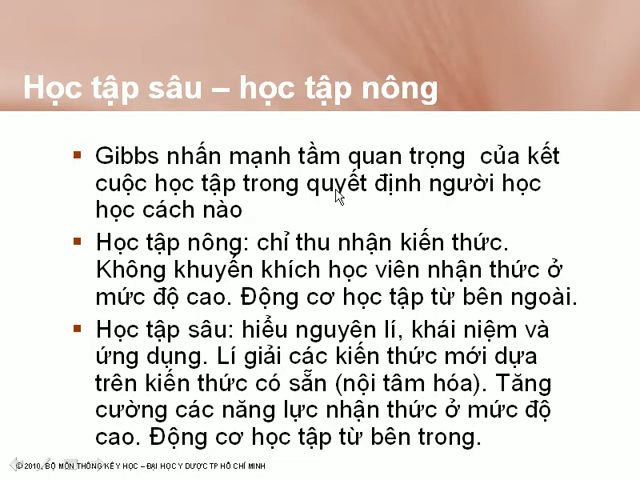 Học tập sâu – học tập nông
Gibbs nhấn mạnh tầm quan trọng của kết
cuộc học tập trong quyết định người học
học cách nào
Học tập nông: chỉ thu nhận kiến thức.
Không khuyến khích học viên nhận thức ở
mức độ cao. Động cơ học tập từ bên ngoài.
Học tập sâu: hiểu nguyên lí, khái niệm và
ứng dụng. Lí giải các kiến thức mới dựa
trên kiến thức có sẵn (nội tâm hóa). Tăng
cường các năng lực nhận thức ở mức độ
cao. Động cơ học tập từ bên trong.
© 2010, BỘ MÔN THỐNG KÊ Y HỌC – ĐẠI HỌC Y DƯỢC TP HỒ CHÍ MINH